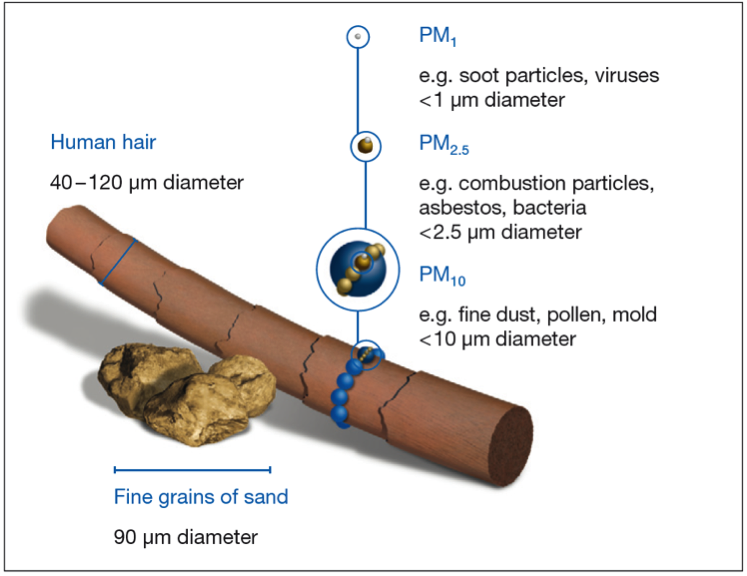 PM₁
e.g. soot particles, viruses
<1 µm diameter
Human hair
40–120 µm diameter
PM₂.₅
e.g. combustion particles,
asbestos, bacteria
<2.5 µm diameter
PM₁₀
e.g. fine dust, pollen, mold
<10 µm diameter
Fine grains of sand
90 µm diameter